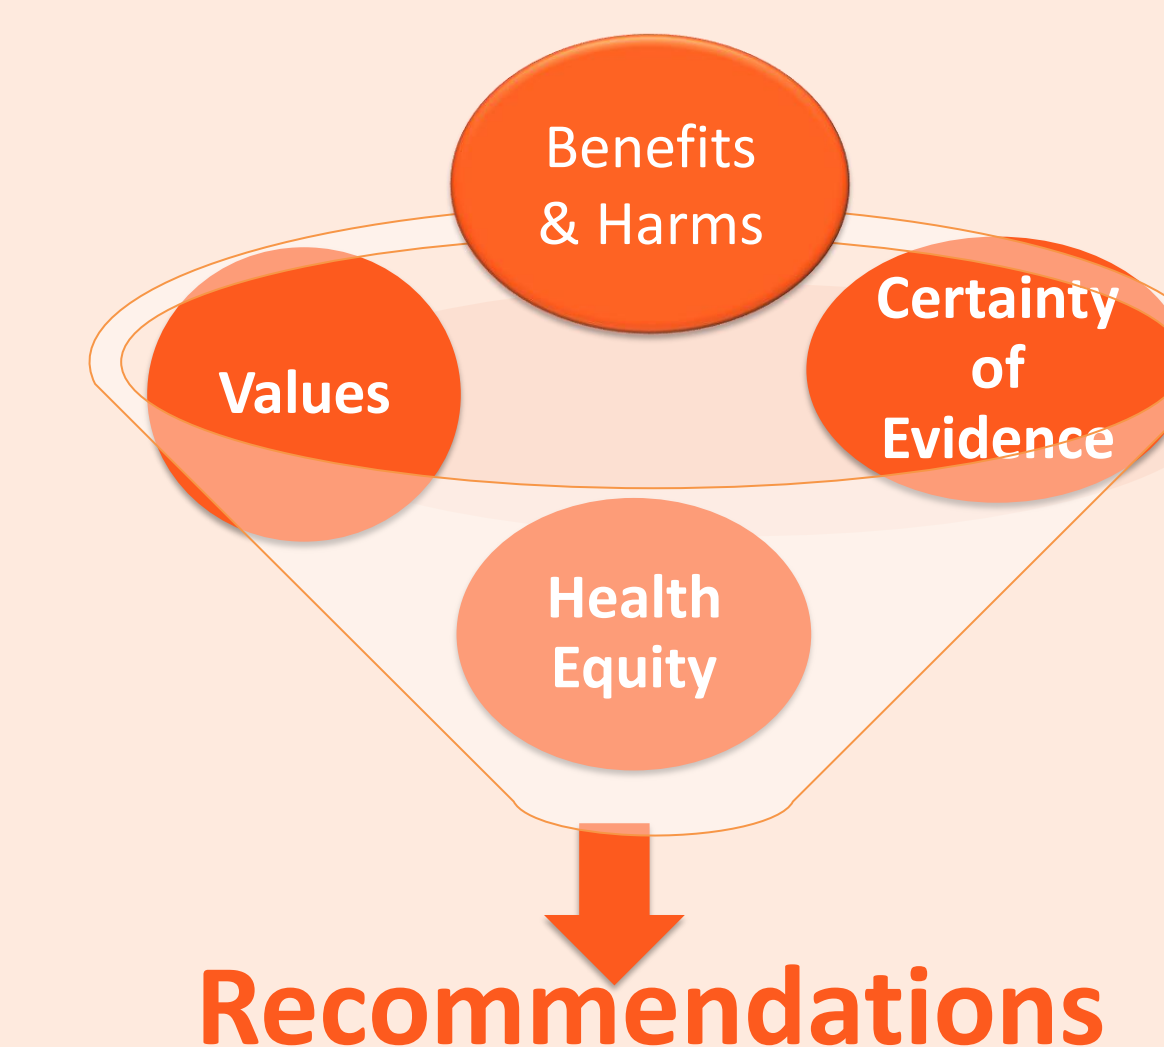 Benefits
& Harms
Values
Certainty
of
Evidence
Health
Equity
Recommendations